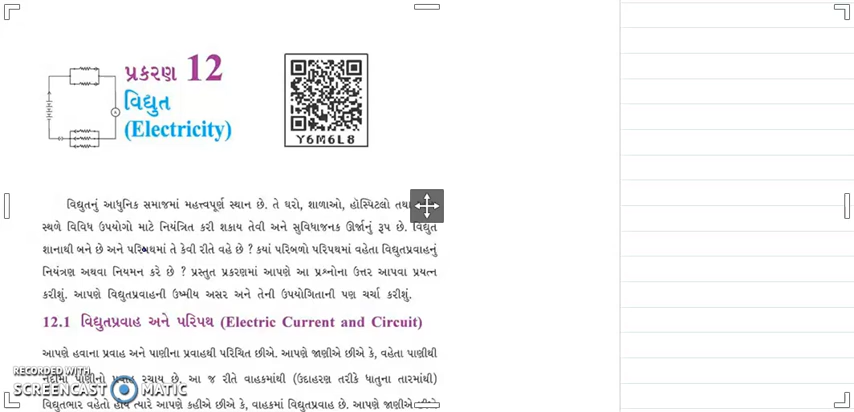 પ્રકરણ 12
વિદ્યુત
(Electricity)
Y6M6L8
વિદ્યુતનું આધુનિક સમાજમાં મહત્ત્વપૂર્ણ સ્થાન છે. તે ઘરો, શાળાઓ, હૉસ્પિટલો
સ્થળે વિવિધ ઉપયોગો માટે નિયંત્રિત કરી શકાય તેવી અને સુવિધાજનક ઊર્જાનું રૂપ છે. વિદ્યુત
શાનાથી બને છે અને પરિપથમાં તે કેવી રીતે વહે છે ? ક્યાં પરિબળો પરિપથમાં વહેતા વિદ્યુતપ્રવાહનું
નિયંત્રણ અથવા નિયમન કરે છે ? પ્રસ્તુત પ્રકરણમાં આપણે આ પ્રશ્નોના ઉત્તર આપવા પ્રયત્ન
કરીશું. આપણે વિદ્યુતપ્રવાહની ઉષ્મીય અસર અને તેની ઉપયોગિતાની પણ ચર્ચા કરીશું.
12.1 વિદ્યુતપ્રવાહ અને પરિપથ (Electric Current and Circuit)
આપણે હવાના પ્રવાહ અને પાણીના પ્રવાહથી પરિચિત છીએ. આપણે જાણીએ છીએ કે, વહેતા પાણીથી
નદીમાં પાણીનો પ્રવાહ રચાય છે. આ જ રીતે વાહકમાંથી (ઉદાહરણ તરીકે ધાતુના તારમાંથી)
વિદ્યુતભાર વહેતો હોય ત્યારે આપણે કહીએ છીએ કે, વાહકમાં વિદ્યુતપ્રવાહ છે. આપણે જાણીએ
RECORDED WITH
SCREENCAST MATIC